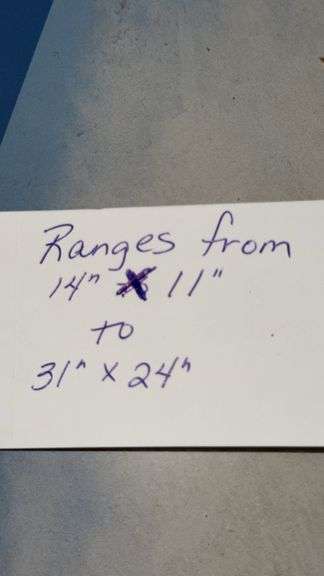 Ranges from
14" X 11"
to
31" X 24"